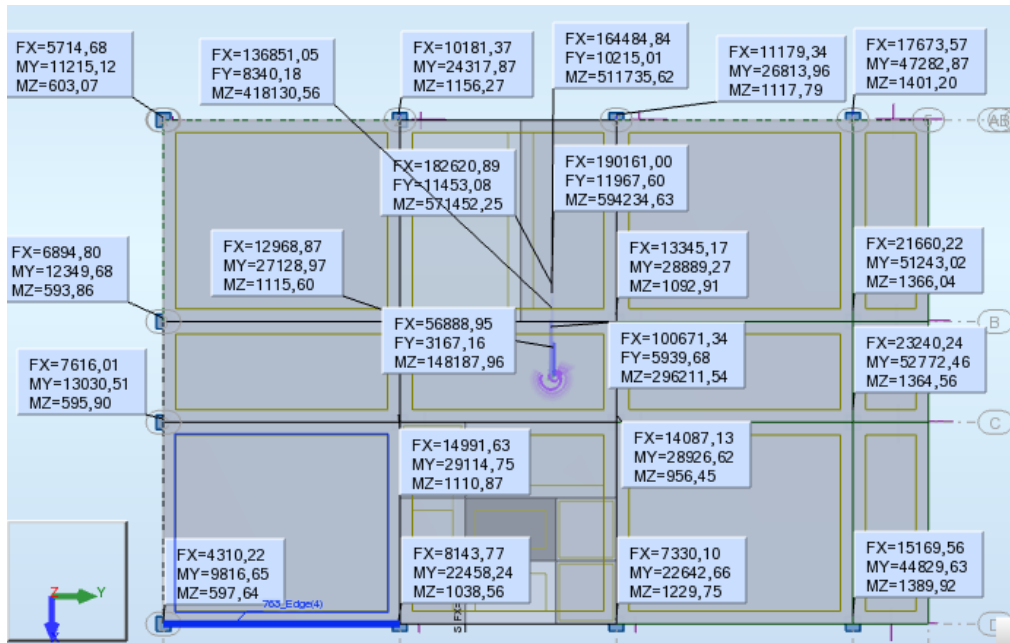 FX=5714,68
MY=11215,12
MZ=603,07
FX=136851,05
FY=8340,18
MZ=418130,56
FX=10181,37
MY=24317,87
MZ=1156,27
FX=164484,84
FY=10215,01
MZ=511735,62
FX=11179,34
MY=26813,96
MZ=1117,79
FX=17673,57
MY=47282,87
MZ=1401,20
FX=182620,89
FY=11453,08
MZ=571452,25
FX=190161,00
FY=11967,60
MZ=594234,63
FX=6894,80
MY=12349,68
MZ=593,86
FX=12968,87
MY=27128,97
MZ=1115,60
FX=13345,17
MY=28889,27
MZ=1092,91
FX=21660,22
MY=51243,02
MZ=1366,04
B
FX=56888,95
FY=3167,16
MZ=148187,96
FX=100671,34
FY=5939,68
MZ=296211,54
FX=23240,24
MY=52772,46
MZ=1364,56
FX=7616,01
MY=13030,51
MZ=595,90
C
FX=14991,63
MY=29114,75
MZ=1110,87
FX=14087,13
MY=28926,62
MZ=956,45
FX=4310,22
MY=9816,65
MZ=597,64
763_Edge(4)
FX=8143,77
MY=22458,24
MZ=1038,56
FX=7330,10
MY=22642,66
MZ=1229,75
FX=15169,56
MY=44829,63
MZ=1389,92
Z
Y